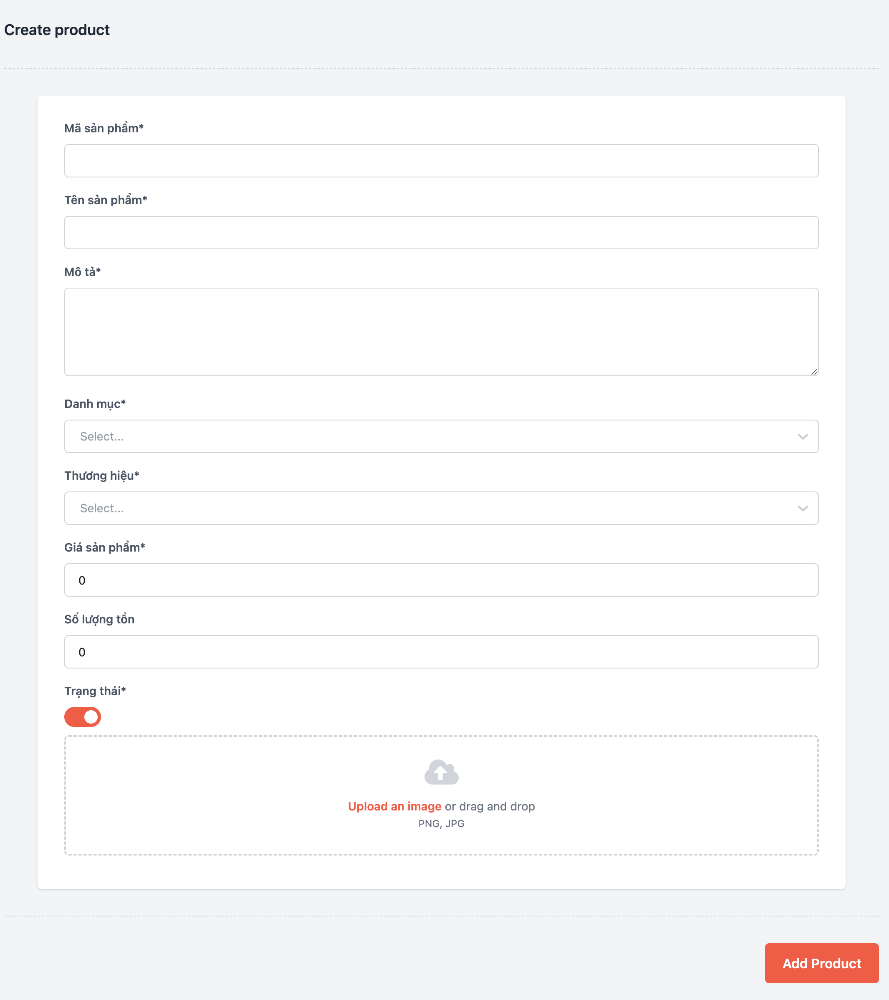 Create product
Mã sản phẩm*
Tên sản phẩm*
Mô tả*
Danh mục*
Select...
Thương hiệu*
Select...
Giá sản phẩm*
0
Số lượng tồn
0
Trạng thái*
Upload an image or drag and drop
PNG, JPG
Add Product